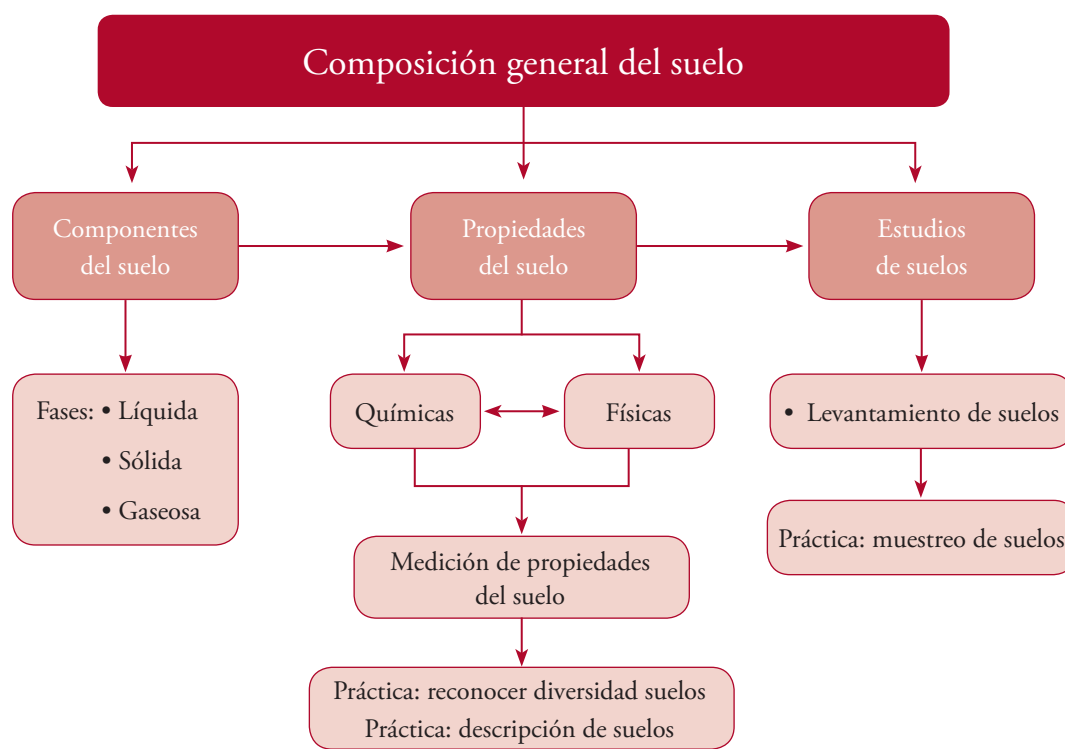 Composición general del suelo
Componentes
del suelo
Propiedades
del suelo
Estudios
de suelos
Fases: • Líquida
• Sólida
• Gaseosa
Químicas
Físicas
• Levantamiento de suelos
Práctica: muestreo de suelos
Medición de propiedades
del suelo
Práctica: reconocer diversidad suelos
Práctica: descripción de suelos